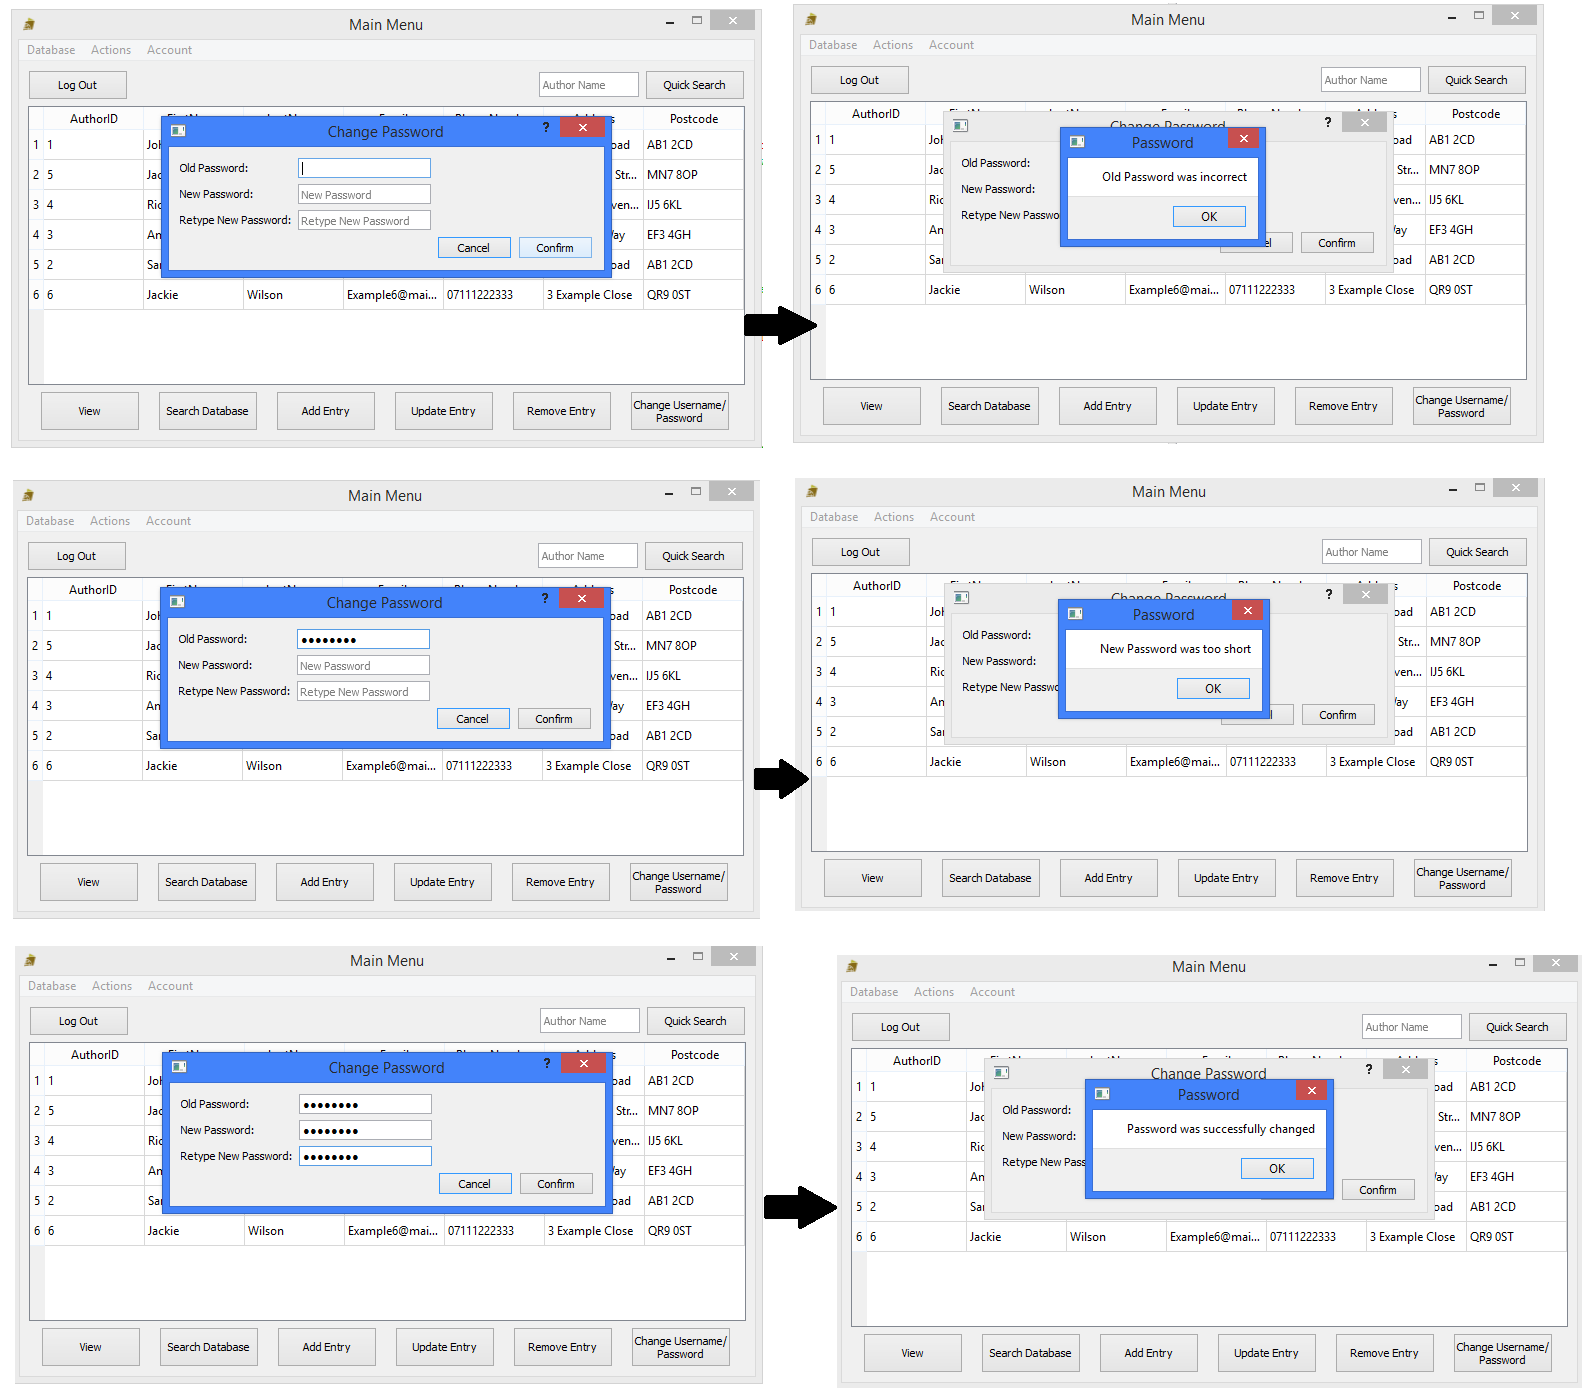 Main Menu
Database Actions Account
Log Out Author Name Quick Search
AuthorID Postcode
Change Password ?
1 1 Joh oad AB1 2CD
Old Password:
2 5 Jac Str... MN7 8OP
New Password: New Password
3 4 Ric ven... IJ5 6KL
Retype New Password: Retype New Password
4 3 An ay EF3 4GH
Cancel Confirm
5 2 Sar oad AB1 2CD
6 6 Jackie Wilson Example6@mai... 07111222333 3 Example Close QR9 0ST
View Search Database Add Entry Update Entry Remove Entry Change Username/
Password
Main Menu
Database Actions Account
Log Out Author Name Quick Search
AuthorID Postcode
Change Password ?
Password
1 1 Joh oad AB1 2CD
Old Password:
Old Password was incorrect
2 5 Jac Str... MN7 8OP
New Password:
3 4 Ric ven... IJ5 6KL
Retype New Passwo
OK
4 3 An ay EF3 4GH
el Confirm
5 2 Sar oad AB1 2CD
6 6 Jackie Wilson Example6@mai... 07111222333 3 Example Close QR9 0ST
View Search Database Add Entry Update Entry Remove Entry Change Username/
Password
Main Menu
Database Actions Account
Log Out Author Name Quick Search
AuthorID Postcode
Change Password ?
1 1 Joh oad AB1 2CD
Old Password: ●●●●●●●●
2 5 Jac Str... MN7 8OP
New Password: New Password
3 4 Ric ven... IJ5 6KL
Retype New Password: Retype New Password
4 3 An ay EF3 4GH
Cancel Confirm
5 2 Sar oad AB1 2CD
6 6 Jackie Wilson Example6@mai... 07111222333 3 Example Close QR9 0ST
View Search Database Add Entry Update Entry Remove Entry Change Username/
Password
Main Menu
Database Actions Account
Log Out Author Name Quick Search
AuthorID Postcode
Change Password ?
Password
1 1 Joh oad AB1 2CD
Old Password:
New Password was too short
2 5 Jac Str... MN7 8OP
New Password:
3 4 Ric ven... IJ5 6KL
Retype New Passwo
OK
4 3 An ay EF3 4GH
Confirm
5 2 Sar oad AB1 2CD
6 6 Jackie Wilson Example6@mai... 07111222333 3 Example Close QR9 0ST
View Search Database Add Entry Update Entry Remove Entry Change Username/
Password
Main Menu
Database Actions Account
Log Out Author Name Quick Search
AuthorID Postcode
Change Password ?
1 1 Joh oad AB1 2CD
Old Password: ●●●●●●●●
2 5 Jac Str... MN7 8OP
New Password: ●●●●●●●●
3 4 Ric ven... IJ5 6KL
Retype New Password: ●●●●●●●●
4 3 An ay EF3 4GH
Cancel Confirm
5 2 Sar oad AB1 2CD
6 6 Jackie Wilson Example6@mai... 07111222333 3 Example Close QR9 0ST
View Search Database Add Entry Update Entry Remove Entry Change Username/
Password
Main Menu
Database Actions Account
Log Out Author Name Quick Search
AuthorID Postcode
Change Password ?
Password
1 1 Joh oad AB1 2CD
Old Password:
Password was successfully changed
2 5 Jac Str... MN7 8OP
New Password:
3 4 Ric ven... IJ5 6KL
Retype New Pass
OK
4 3 An ay EF3 4GH
Confirm
5 2 Sar oad AB1 2CD
6 6 Jackie Wilson Example6@mai... 07111222333 3 Example Close QR9 0ST
View Search Database Add Entry Update Entry Remove Entry Change Username/
Password